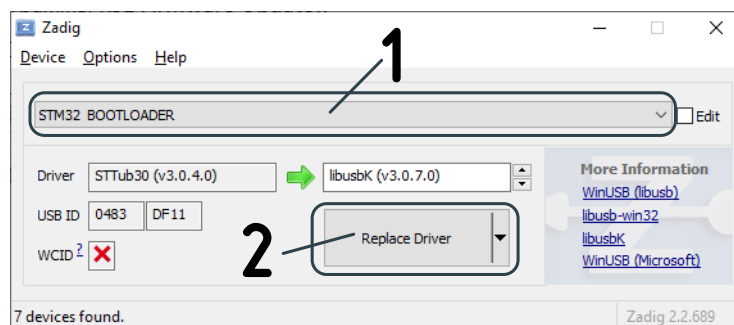 Zadig
Device Options Help
1
STM32 BOOTLOADER
Edit
Driver STTub30 (v3.0.4.0) libusbK (v3.0.7.0)
USB ID 0483 DF11
WCID ?
2
Replace Driver
More Information
WinUSB (libusb)
libusb-win32
libusbK
WinUSB (Microsoft)
7 devices found.
Zadig 2.2.689